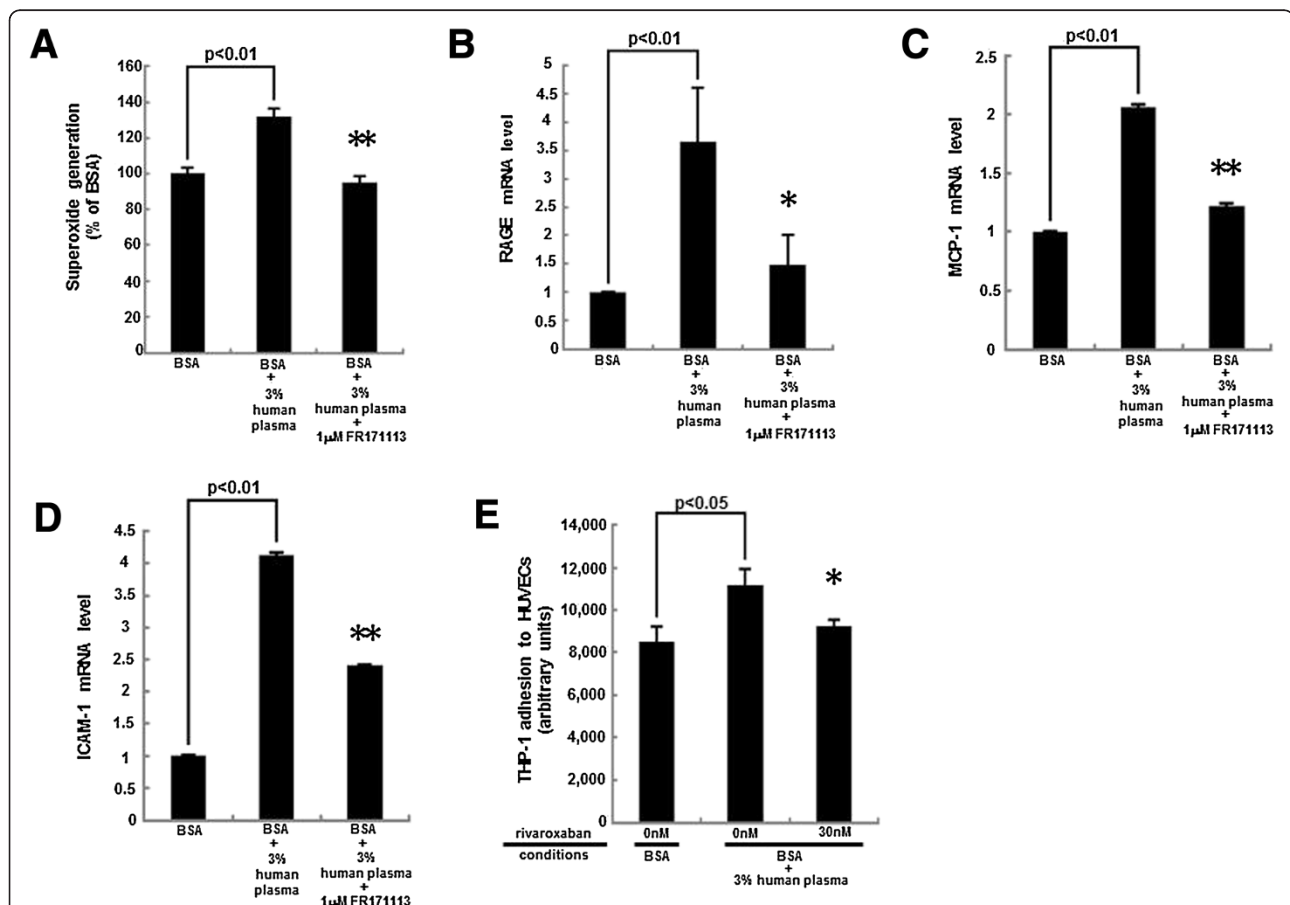 A
p<0.01
Superoxide generation
(% of BSA)
160
140
120
100
80
60
40
20
0
**
BSA
BSA
+
3%
human
plasma
BSA
+
3%
human plasma
+
1μM FR171113
B
p<0.01
RAGE mRNA level
5
4.5
4
3.5
3
2.5
2
1.5
1
0.5
0
*
BSA
BSA
+
3%
human
plasma
BSA
+
3%
human plasma
+
1μM FR171113
C
p<0.01
MCP-1 mRNA level
2.5
2
1.5
1
0.5
0
**
BSA
BSA
+
3%
human
plasma
BSA
+
3%
human plasma
+
1μM FR171113
D
p<0.01
ICAM-1 mRNA level
4.5
4
3.5
3
2.5
2
1.5
1
0.5
0
**
BSA
BSA
+
3%
human
plasma
BSA
+
3%
human plasma
+
1μM FR171113
E
p<0.05
THP-1 adhesion to HUVECs
(arbitrary units)
14,000
12,000
10,000
8,000
6,000
4,000
2,000
0
*
rivaroxaban 0nM 0nM 30nM
conditions BSA BSA
+
3% human plasma